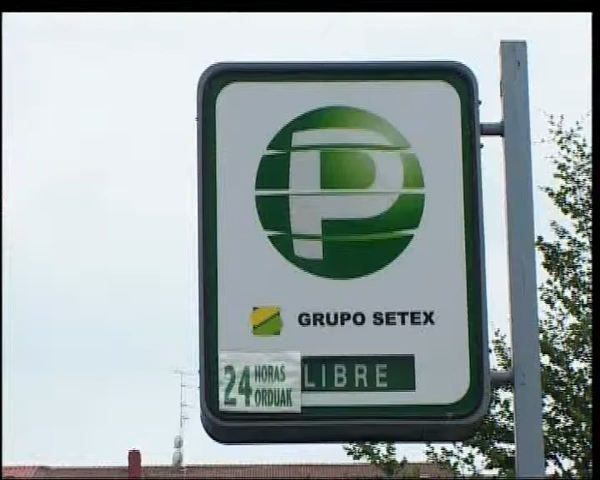 P
GRUPO SETEX
24 HORAS
ORDUAK
LIBRE